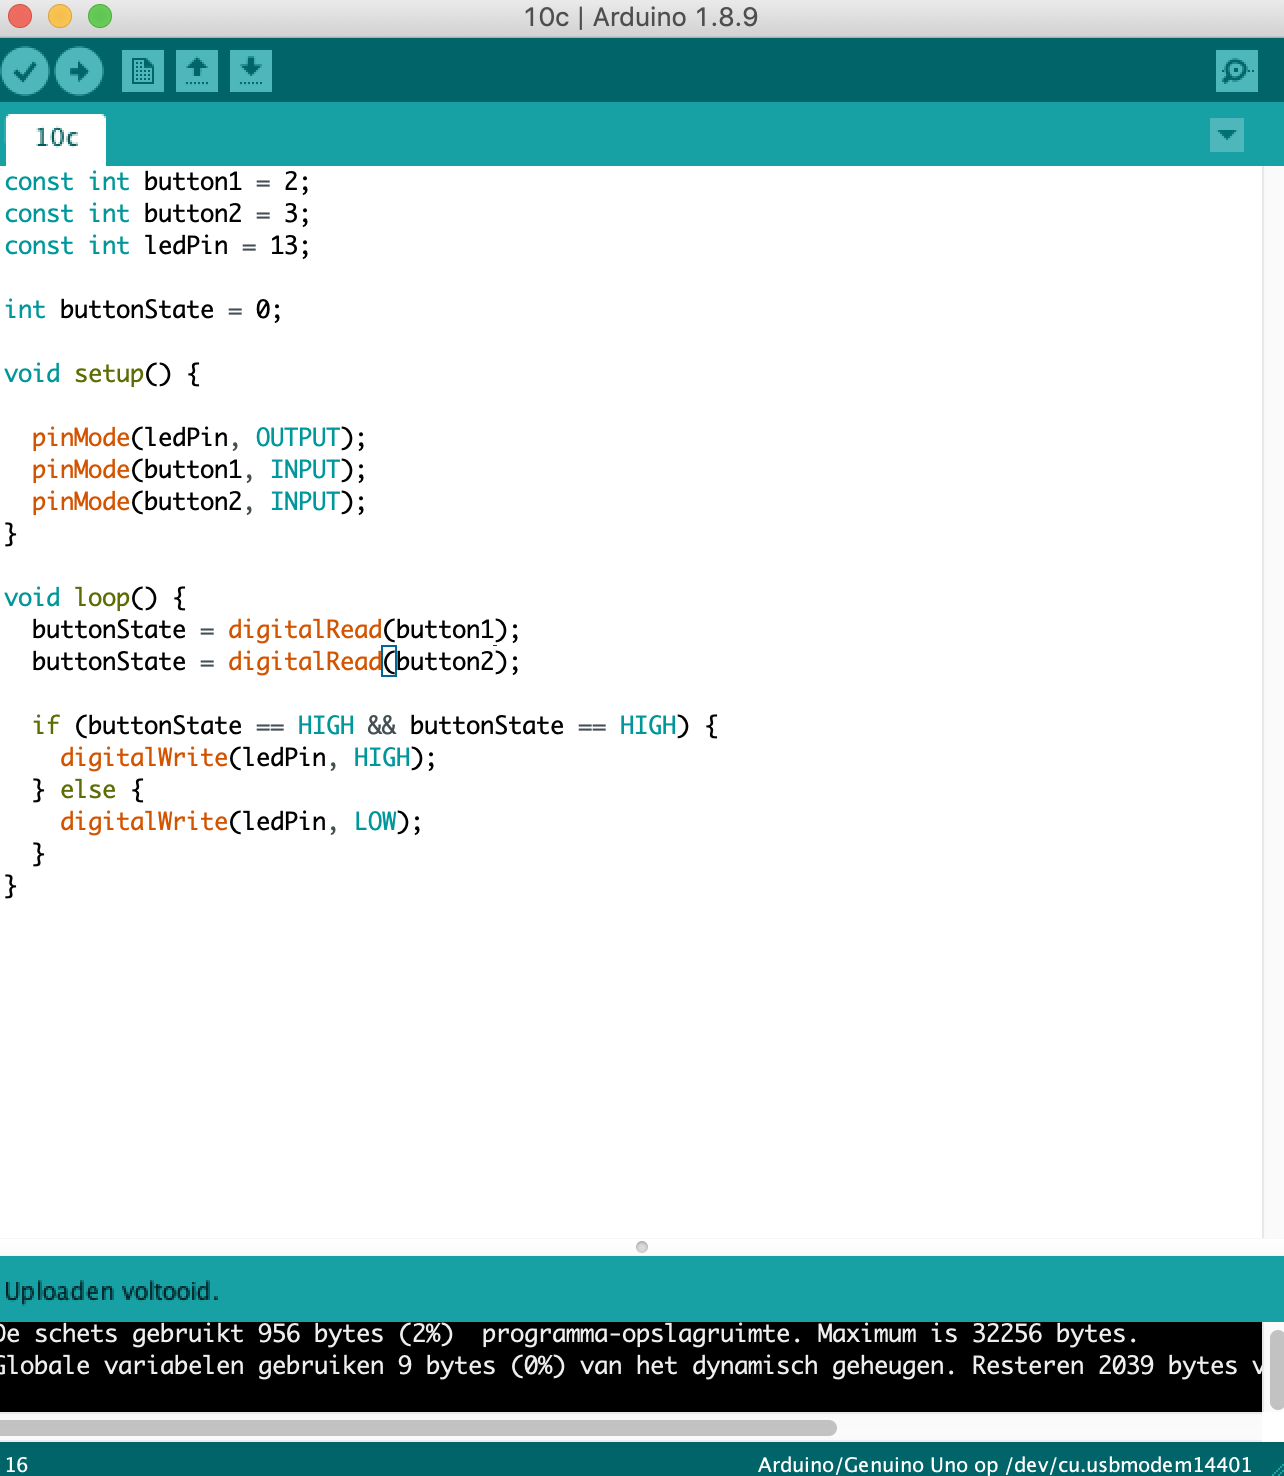 10c | Arduino 1.8.9
10c
const int button1 = 2;
const int button2 = 3;
const int ledPin = 13;
int buttonState = 0;
void setup() {
pinMode(ledPin, OUTPUT);
pinMode(button1, INPUT);
pinMode(button2, INPUT);
}
void loop() {
buttonState = digitalRead(button1);
buttonState = digitalRead(button2);
if (buttonState == HIGH && buttonState == HIGH) {
digitalWrite(ledPin, HIGH);
} else {
digitalWrite(ledPin, LOW);
}
}
Uploaden voltooid.
De schets gebruikt 956 bytes (2%)  programma-opslagruimte. Maximum is 32256 bytes.
Globale variabelen gebruiken 9 bytes (0%) van het dynamisch geheugen. Resteren 2039 bytes v
16
Arduino/Genuino Uno op /dev/cu.usbmodem14401